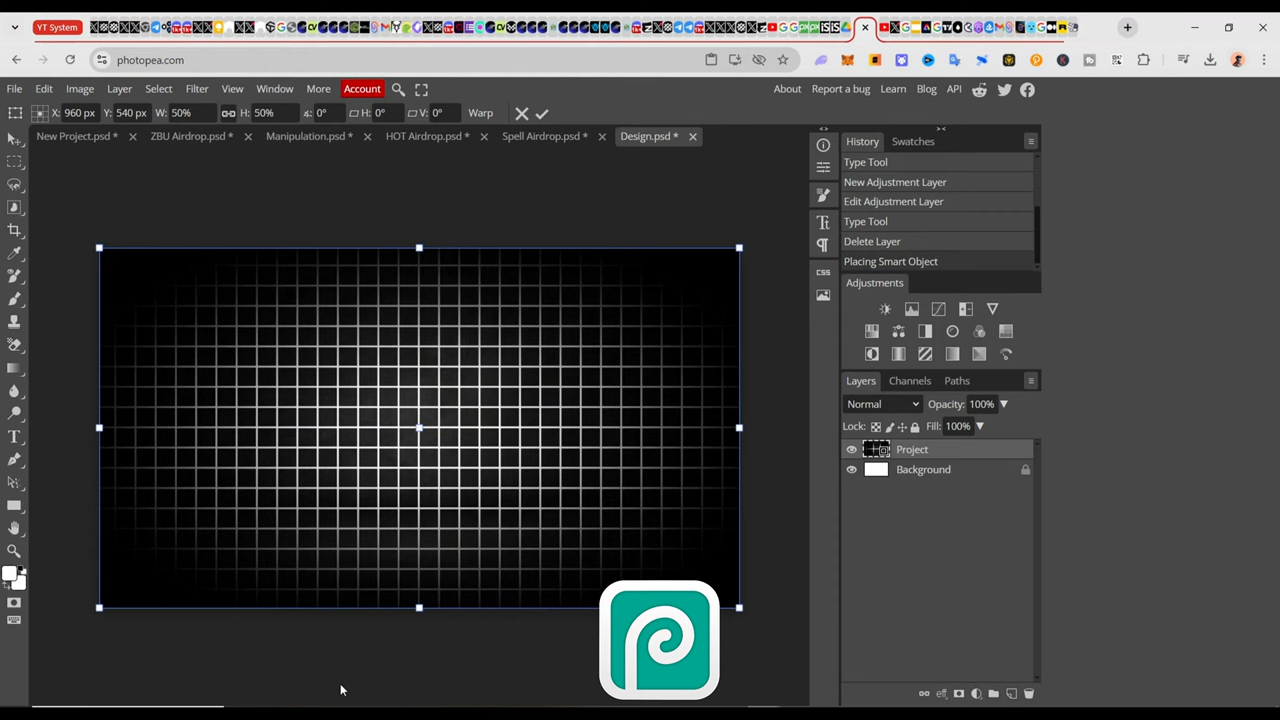 YT System
photopea.com
File Edit Image Layer Select Filter View Window More Account About Report a bug Learn Blog API
X: 960 px Y: 540 px W: 50% H: 50% ∡: 0° H: 0° V: 0° Warp
New Project.psd * ZBU Airdrop.psd * Manipulation.psd * HOT Airdrop.psd * Spell Airdrop.psd * Design.psd *
History Swatches
Type Tool
New Adjustment Layer
Edit Adjustment Layer
Type Tool
Delete Layer
Placing Smart Object
Adjustments
CSS
Layers Channels Paths
Normal Opacity: 100%
Lock: Fill: 100%
Project
Background
eff